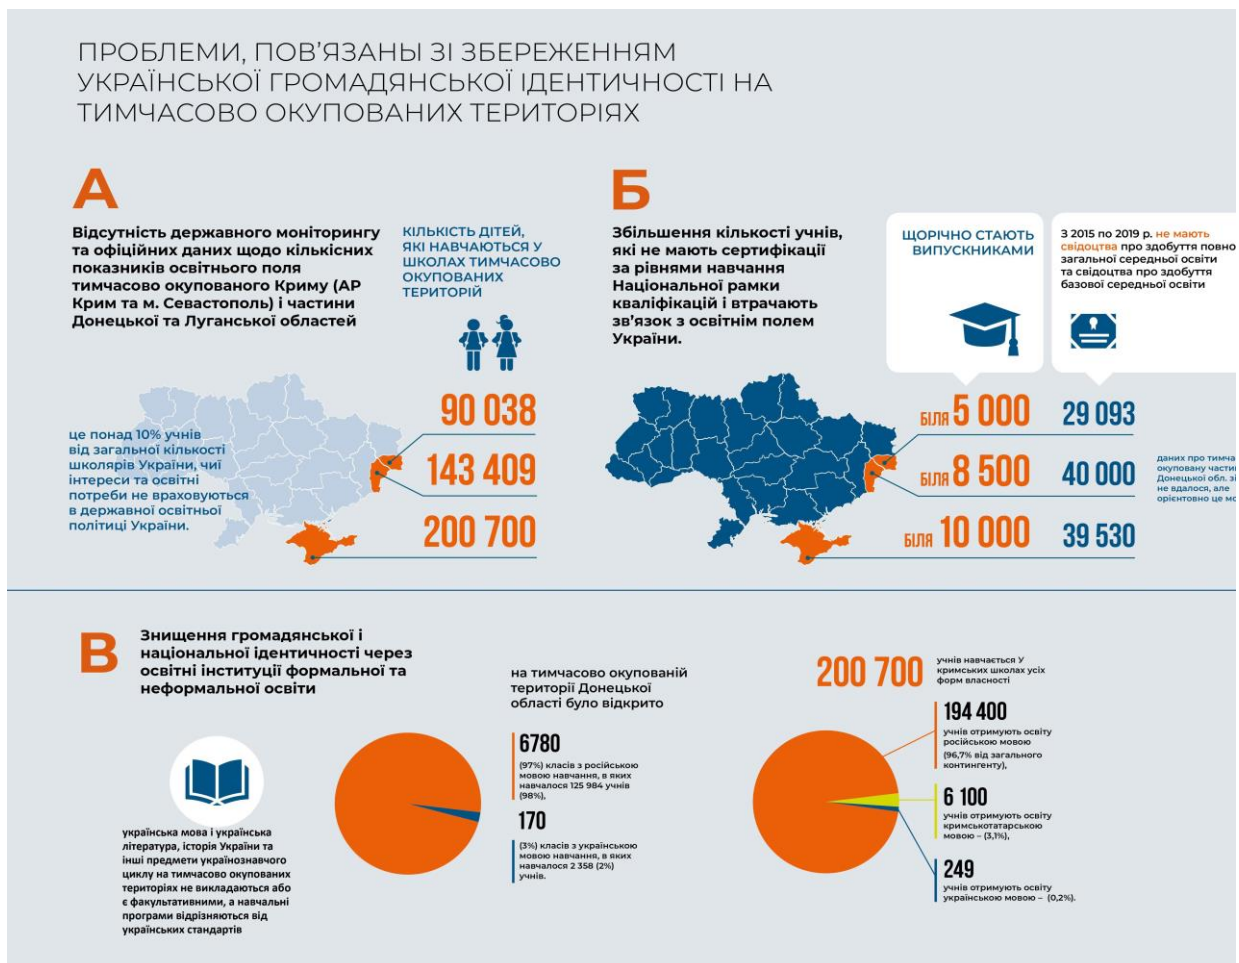 ПРОБЛЕМИ, ПОВ’ЯЗАНЫ ЗІ ЗБЕРЕЖЕННЯМ
УКРАЇНСЬКОЇ ГРОМАДЯНСЬКОЇ ІДЕНТИЧНОСТІ НА
ТИМЧАСОВО ОКУПОВАНИХ ТЕРИТОРІЯХ
А
Відсутність державного моніторингу
та офіційних даних щодо кількісних
показників освітнього поля
тимчасово окупованого Криму (АР
Крим та м. Севастополь) і частини
Донецької та Луганської областей
КІЛЬКІСТЬ ДІТЕЙ,
ЯКІ НАВЧАЮТЬСЯ У
ШКОЛАХ ТИМЧАСОВО
ОКУПОВАНИХ
ТЕРИТОРІЙ
90 038
143 409
200 700
це понад 10% учнів
від загальної кількості
школярів України, чиї
інтереси та освітні
потреби не враховуються
в державної освітньої
політиці України.
Б
Збільшення кількості учнів,
які не мають сертифікації
за рівнями навчання
Національної рамки
кваліфікацій і втрачають
зв’язок з освітнім полем
України.
ЩОРІЧНО СТАЮТЬ
ВИПУСКНИКАМИ
З 2015 по 2019 р. не мають
свідоцтва про здобуття повно
загальної середньої освіти
та свідоцтва про здобуття
базової середньої освіти
БІЛЯ 5 000
29 093
БІЛЯ 8 500
40 000
БІЛЯ 10 000
39 530
даних про тимча
окуповану части
Донецької обл. зі
не вдалося, але
орієнтовно це мо
В
Знищення громадянської і
національної ідентичності через
освітні інституції формальної та
неформальної освіти
українська мова і українська
література, історія України та
інші предмети українознавчого
циклу на тимчасово окупованих
територіях не викладаються або
є факультативними, а навчальні
програми відрізняються від
українських стандартів
на тимчасово окупованій
території Донецької
області було відкрито
6780
(97%) класів з російською
мовою навчання, в яких
навчалося 125 984 учнів
(98%),
170
(3%) класів з українською
мовою навчання, в яких
навчалося 2 358 (2%)
учнів.
200 700
учнів навчається У
кримських школах усіх
форм власності
194 400
учнів отримують освіту
російською мовою
(96,7% від загального
контингенту),
6 100
учнів отримують освіту
кримськотатарською
мовою – (3,1%),
249
учнів отримують освіту
українською мовою – (0,2%).